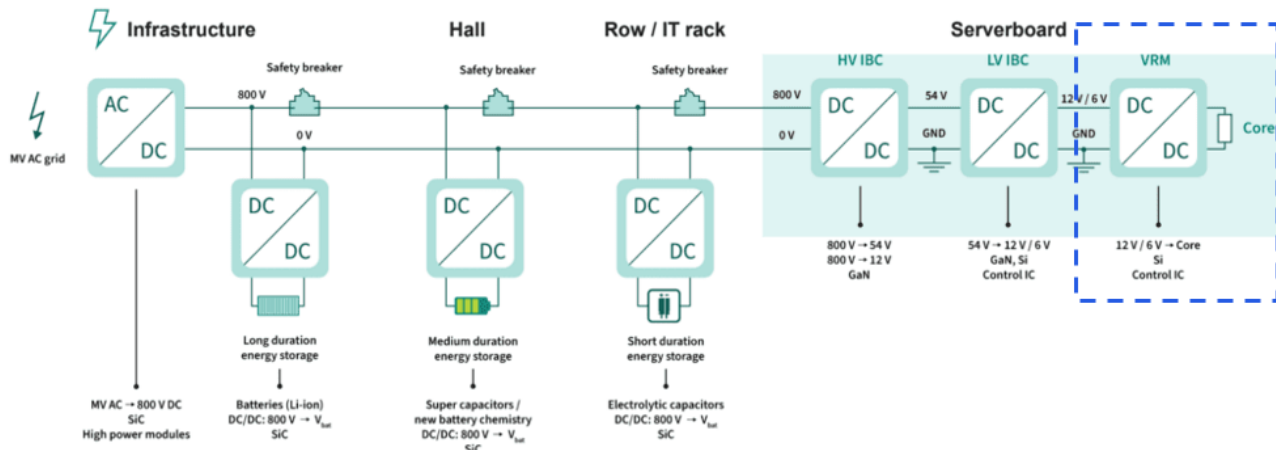 Infrastructure
Hall
Row / IT rack
Serverboard
Safety breaker
Safety breaker
Safety breaker
HV IBC
LV IBC
VRM
AC
DC
800 V
0 V
MV AC grid
800 V
0 V
DC
DC
54 V
GND
DC
DC
12 V / 6 V
GND
DC
DC
Core
DC
DC
DC
DC
DC
DC
800 V → 54 V
800 V → 12 V
GaN
54 V → 12 V / 6 V
GaN, Si
Control IC
12 V / 6 V → Core
Si
Control IC
Long duration
energy storage
Medium duration
energy storage
Short duration
energy storage
MV AC → 800 V DC
SiC
High power modules
Batteries (Li-ion)
DC/DC: 800 V → Vbat
SiC
Super capacitors /
new battery chemistry
DC/DC: 800 V → Vbat
SiC
Electrolytic capacitors
DC/DC: 800 V → Vbat
SiC